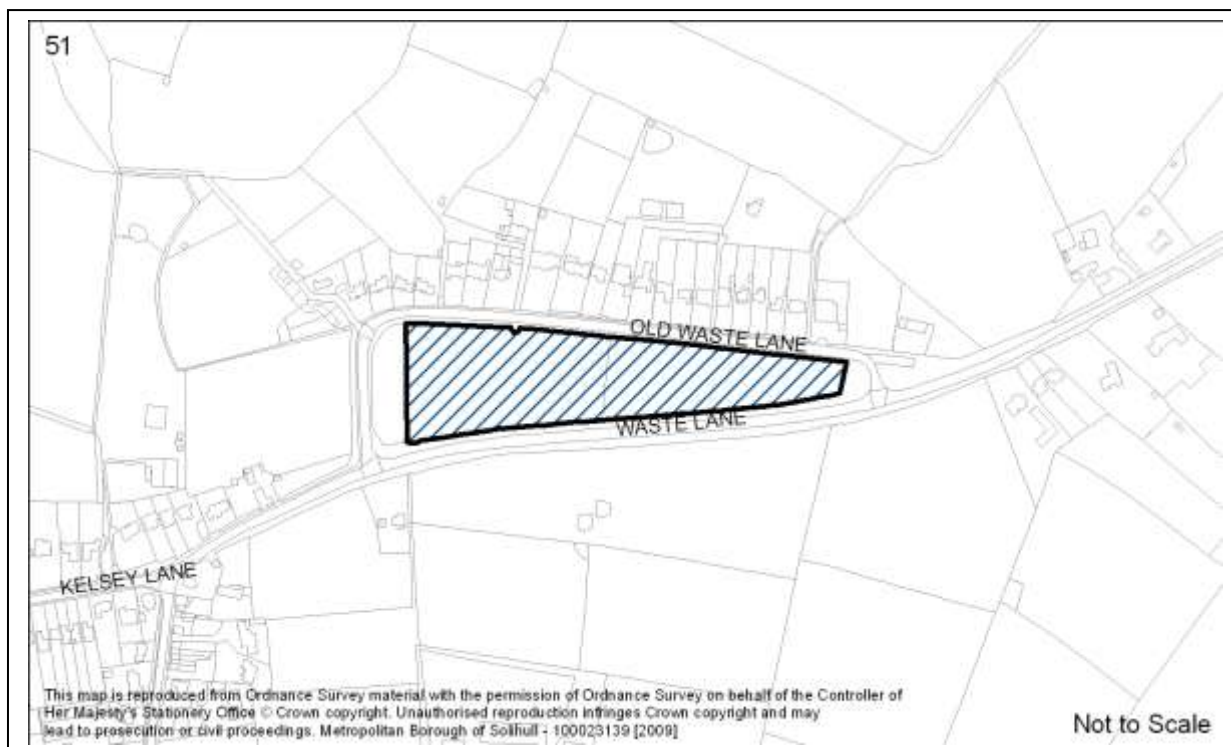 51
OLD WASTE LANE
WASTE LANE
KELSEY LANE
This map is reproduced from Ordnance Survey material with the permission of Ordnance Survey on behalf of the Controller of
Her Majesty's Stationery Office © Crown copyright. Unauthorised reproduction infringes Crown copyright and may
lead to prosecution or civil proceedings. Metropolitan Borough of Solihull - 100023139 [2009]
Not to Scale